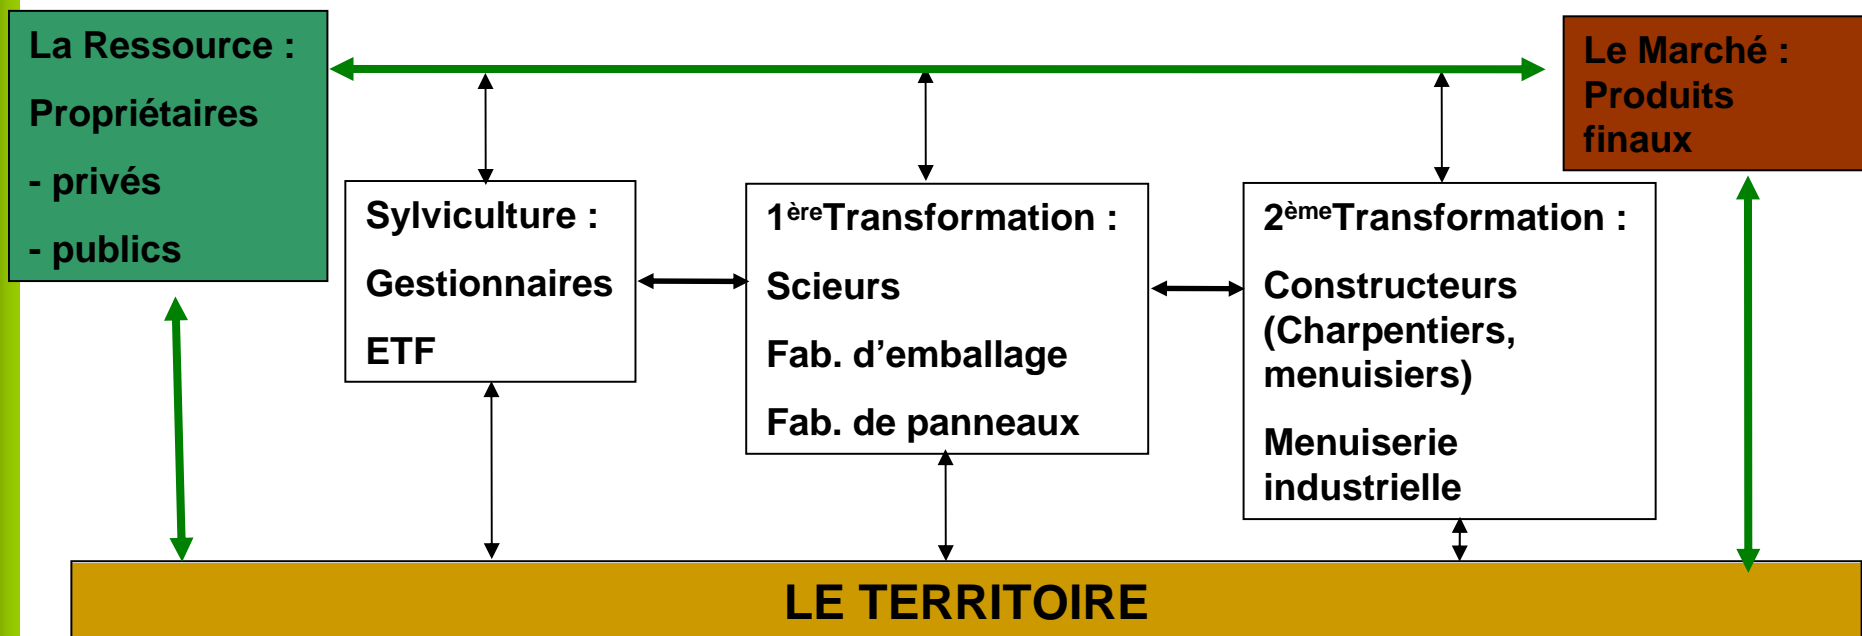 La Ressource :
Propriétaires
- privés
- publics
Le Marché :
Produits
finaux
Sylviculture :
Gestionnaires
ETF
1èreTransformation :
Scieurs
Fab. d’emballage
Fab. de panneaux
2èmeTransformation :
Constructeurs
(Charpentiers,
menuisiers)
Menuiserie
industrielle
LE TERRITOIRE